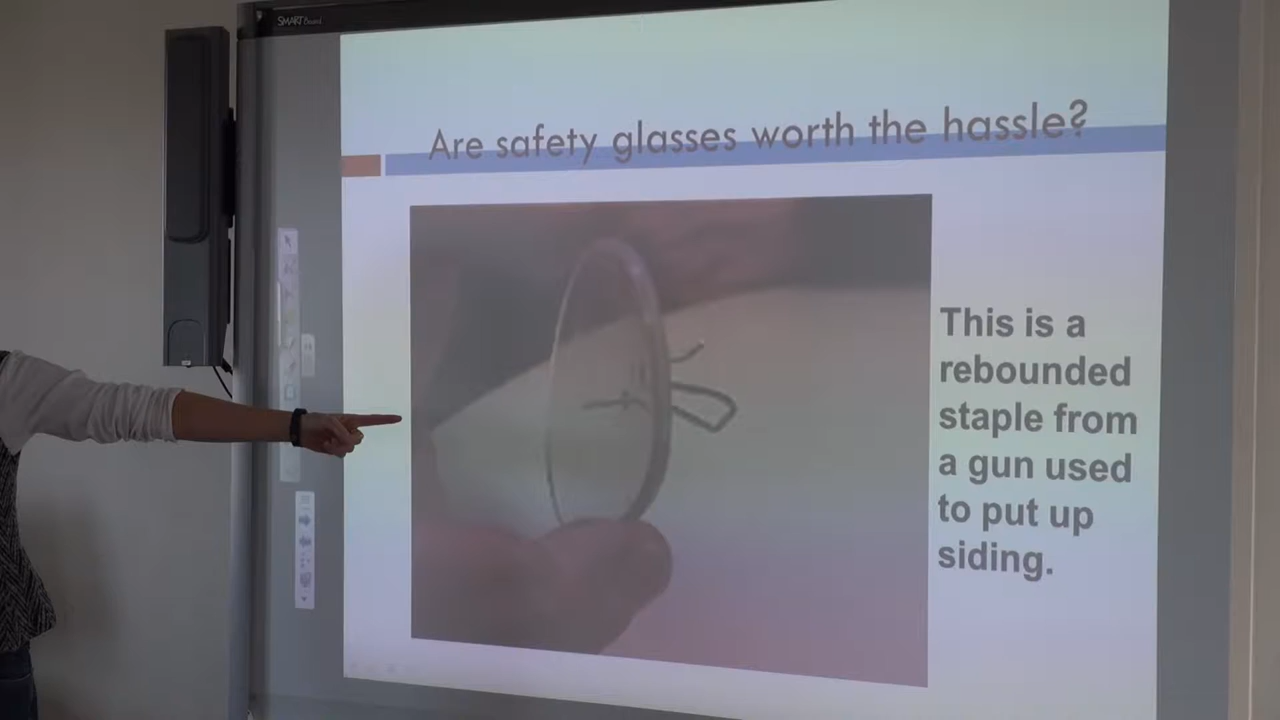 SMART Board
Are safety glasses worth the hassle?
This is a
rebounded
staple from
a gun used
to put up
siding.